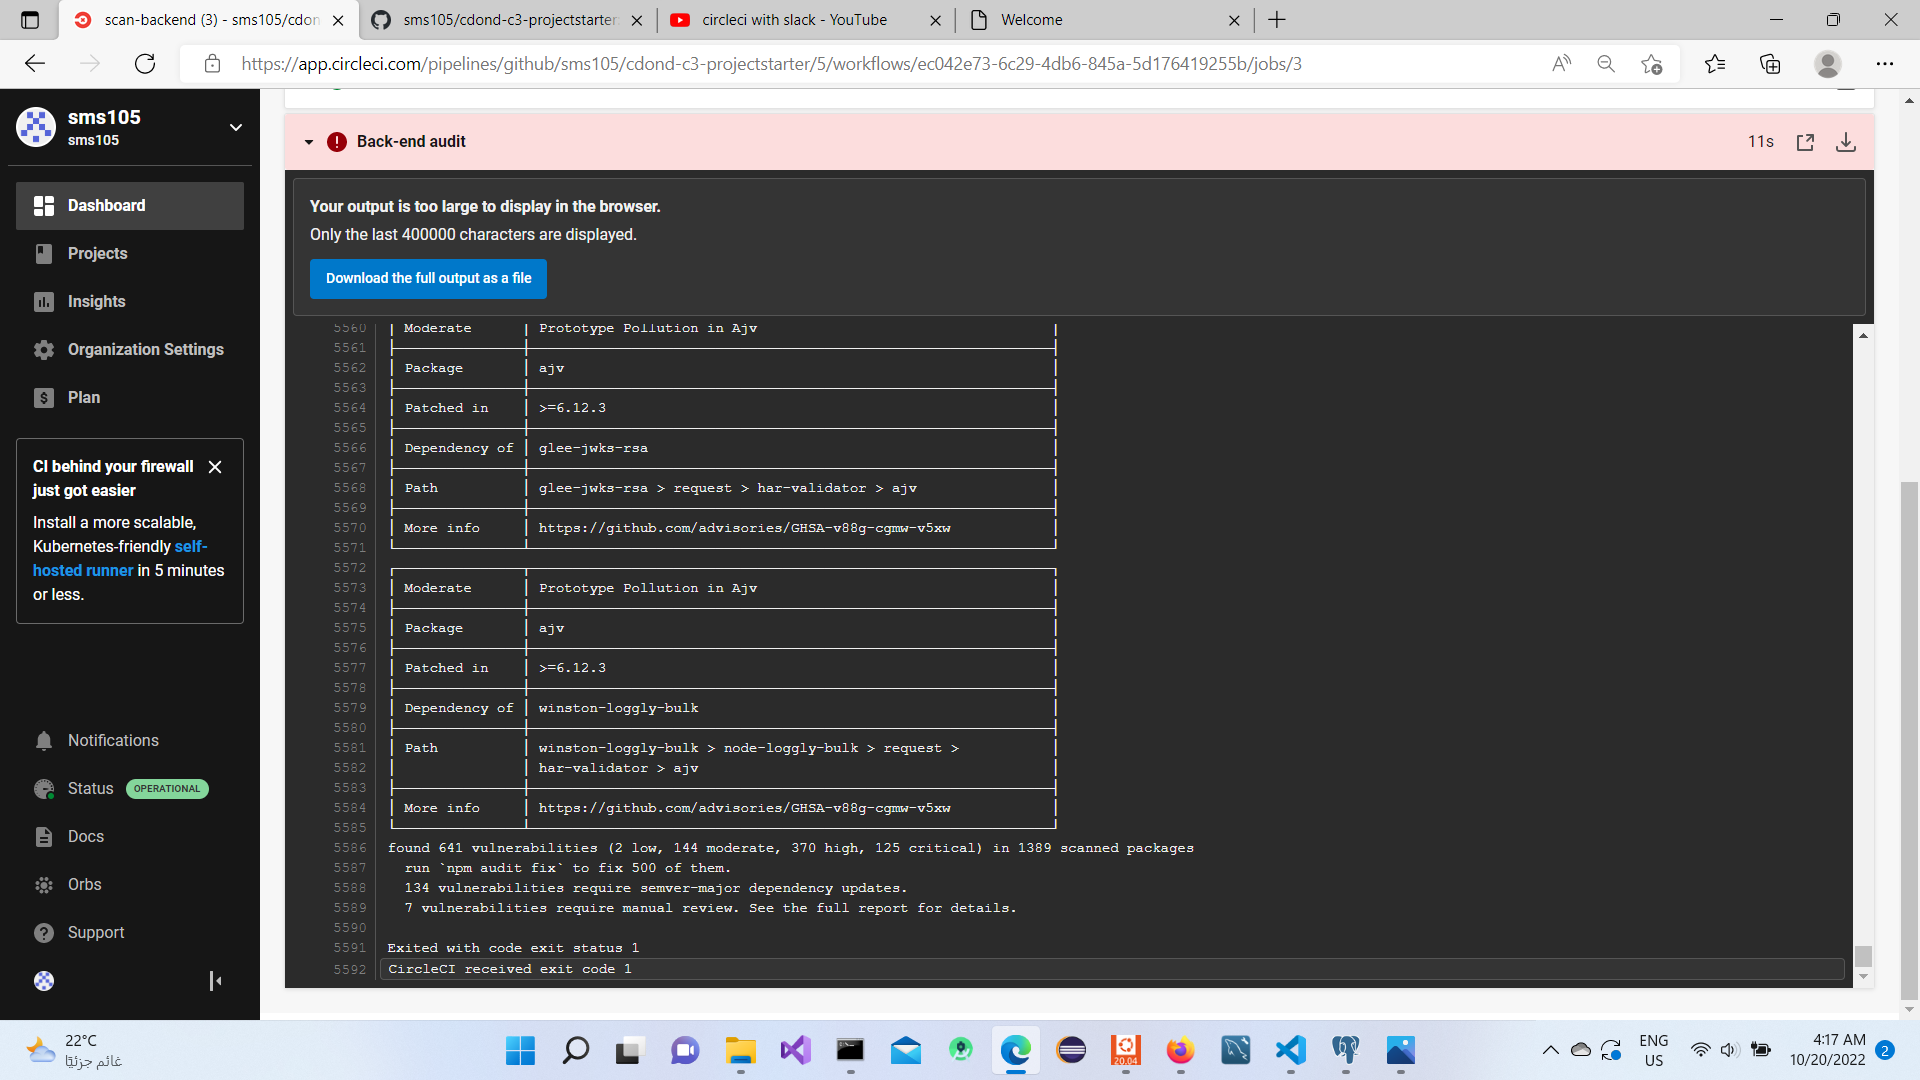 scan-backend (3) - sms105/cdon
sms105/cdond-c3-projectstarter
circleci with slack - YouTube
Welcome
https://app.circleci.com/pipelines/github/sms105/cdond-c3-projectstarter/5/workflows/ec042e73-6c29-4db6-845a-5d176419255b/jobs/3
sms105
sms105
Dashboard
Projects
Insights
Organization Settings
Plan
CI behind your firewall
just got easier
Install a more scalable,
Kubernetes-friendly self-
hosted runner in 5 minutes
or less.
Notifications
Status OPERATIONAL
Docs
Orbs
Support
Back-end audit
11s
Your output is too large to display in the browser.
Only the last 400000 characters are displayed.
Download the full output as a file
5560 Moderate Prototype Pollution in Ajv
5561
5562 Package ajv
5563
5564 Patched in >=6.12.3
5565
5566 Dependency of glee-jwks-rsa
5567
5568 Path glee-jwks-rsa > request > har-validator > ajv
5569
5570 More info https://github.com/advisories/GHSA-v88g-cgmw-v5xw
5571
5572
5573 Moderate Prototype Pollution in Ajv
5574
5575 Package ajv
5576
5577 Patched in >=6.12.3
5578
5579 Dependency of winston-loggly-bulk
5580
5581 Path winston-loggly-bulk > node-loggly-bulk > request >
5582 har-validator > ajv
5583
5584 More info https://github.com/advisories/GHSA-v88g-cgmw-v5xw
5585
5586 found 641 vulnerabilities (2 low, 144 moderate, 370 high, 125 critical) in 1389 scanned packages
5587 run `npm audit fix` to fix 500 of them.
5588 134 vulnerabilities require semver-major dependency updates.
5589 7 vulnerabilities require manual review. See the full report for details.
5590
5591 Exited with code exit status 1
5592 CircleCI received exit code 1
22°C
غائم جزئيًا
20.04
ENG
US
4:17 AM
10/20/2022
2